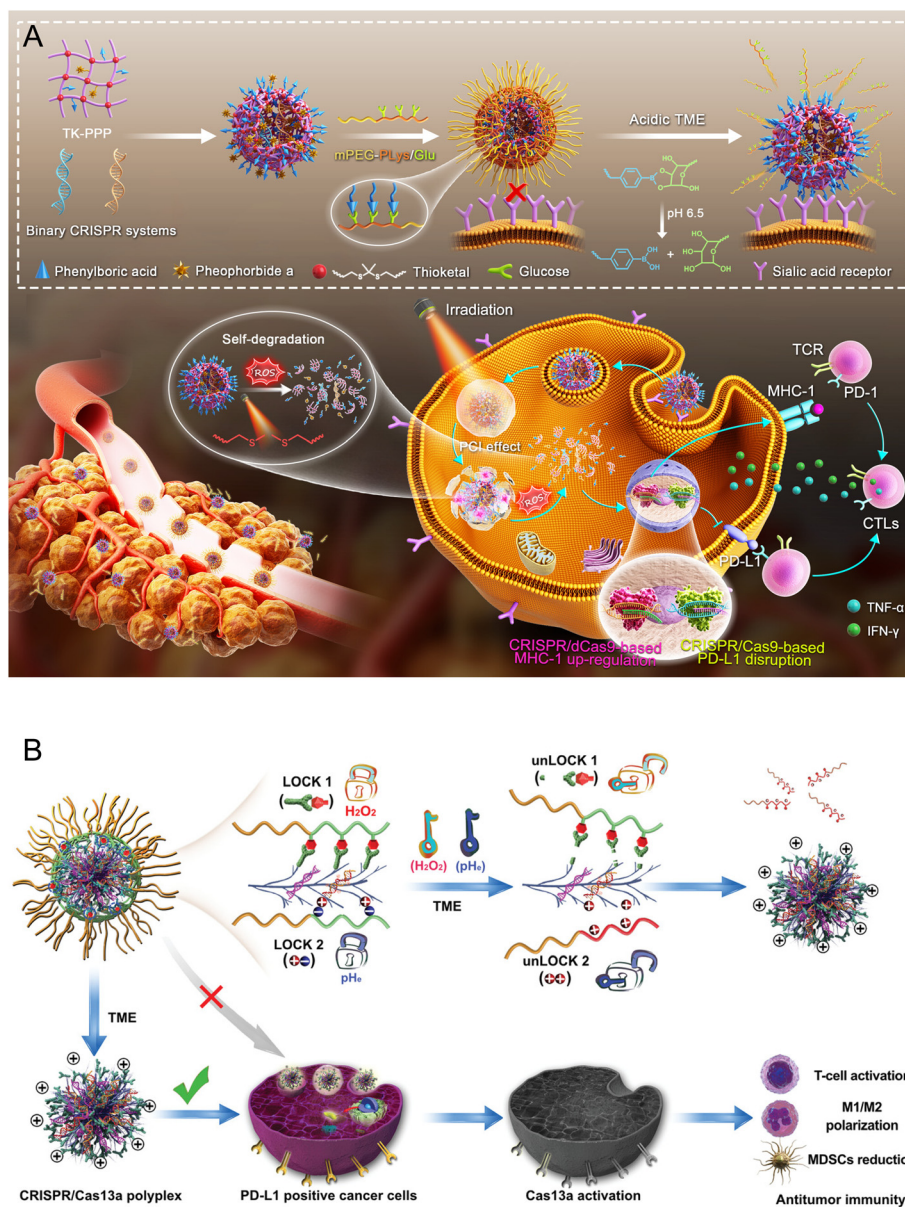 A
TK-PPP
Binary CRISPR systems
mPEG-PLys/Glu
Acidic TME
pH 6.5
Phenylboric acid
Pheophorbide a
Thioketal
Glucose
Sialic acid receptor
OH
HO
S S
Self-degradation
ROS
Irradiation
PCI effect
ROS
TCR
MHC-1
PD-1
CTLs
PD-L1
TNF-α
IFN-γ
CRISPR/dCas9-based
MHC-1 up-regulation
CRISPR/Cas9-based
PD-L1 disruption
B
LOCK 1
H2O2
unLOCK 1
(H2O2)
(pHe)
TME
LOCK 2
pHe
unLOCK 2
TME
T-cell activation
M1/M2
polarization
MDSCs reduction
CRISPR/Cas13a polyplex
PD-L1 positive cancer cells
Cas13a activation
Antitumor immunity